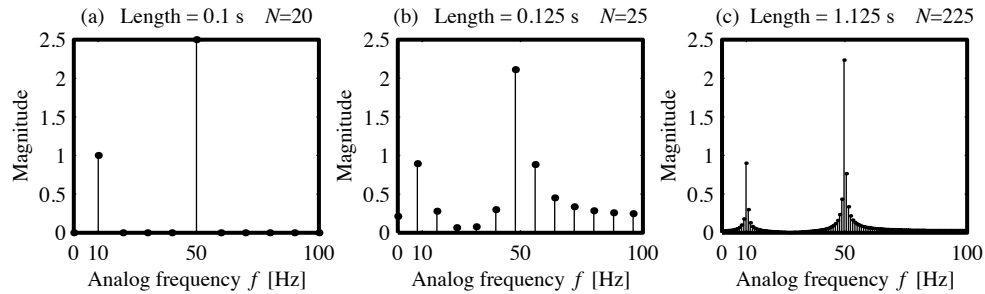 (a) Length = 0.1 s N=20
2.5
2
1.5
1
0.5
0
Magnitude
0 10 50 100
Analog frequency f [Hz]
(b) Length = 0.125 s N=25
2.5
2
1.5
1
0.5
0
Magnitude
0 10 50 100
Analog frequency f [Hz]
(c) Length = 1.125 s N=225
2.5
2
1.5
1
0.5
0
Magnitude
0 10 50 100
Analog frequency f [Hz]